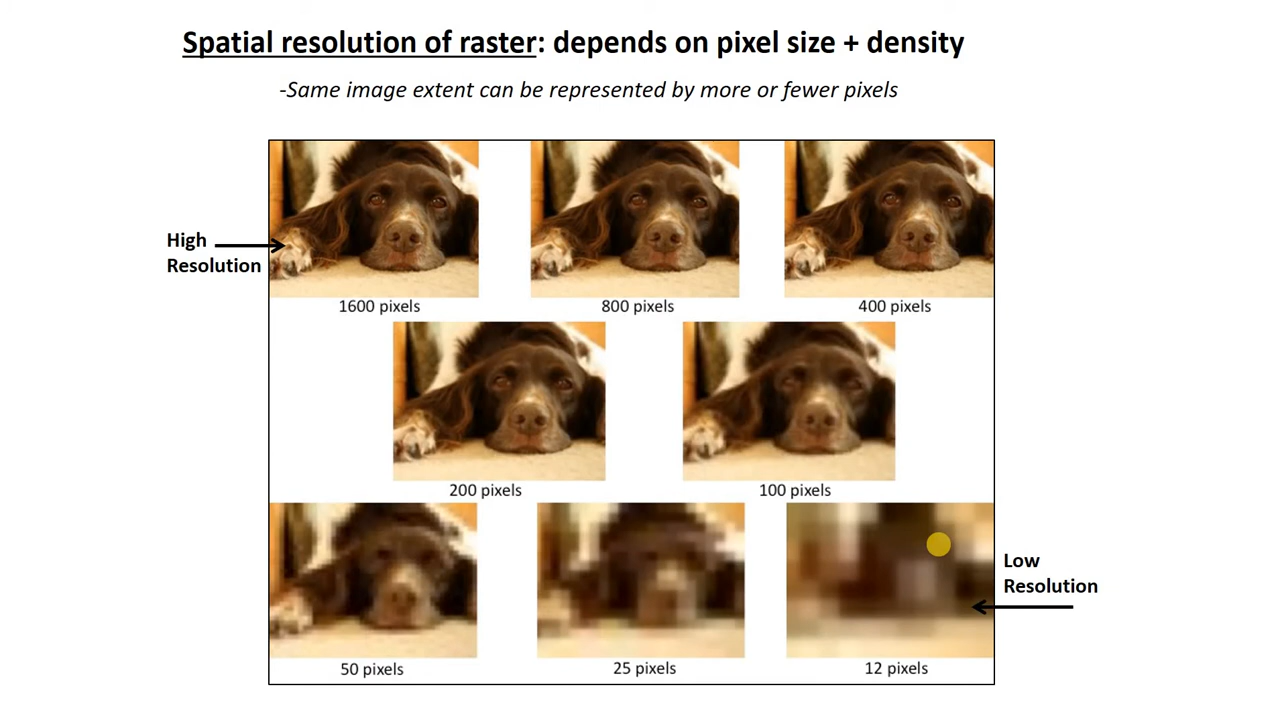 Spatial resolution of raster: depends on pixel size + density
-Same image extent can be represented by more or fewer pixels
High
Resolution
1600 pixels
800 pixels
400 pixels
200 pixels
100 pixels
Low
Resolution
50 pixels
25 pixels
12 pixels